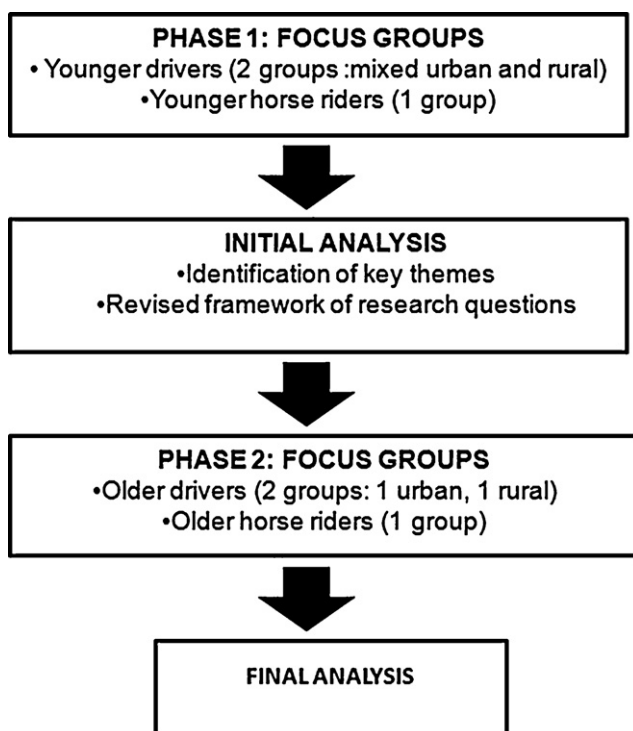 PHASE 1: FOCUS GROUPS
• Younger drivers (2 groups :mixed urban and rural)
•Younger horse riders (1 group)
INITIAL ANALYSIS
•Identification of key themes
•Revised framework of research questions
PHASE 2: FOCUS GROUPS
•Older drivers (2 groups: 1 urban, 1 rural)
•Older horse riders (1 group)
FINAL ANALYSIS